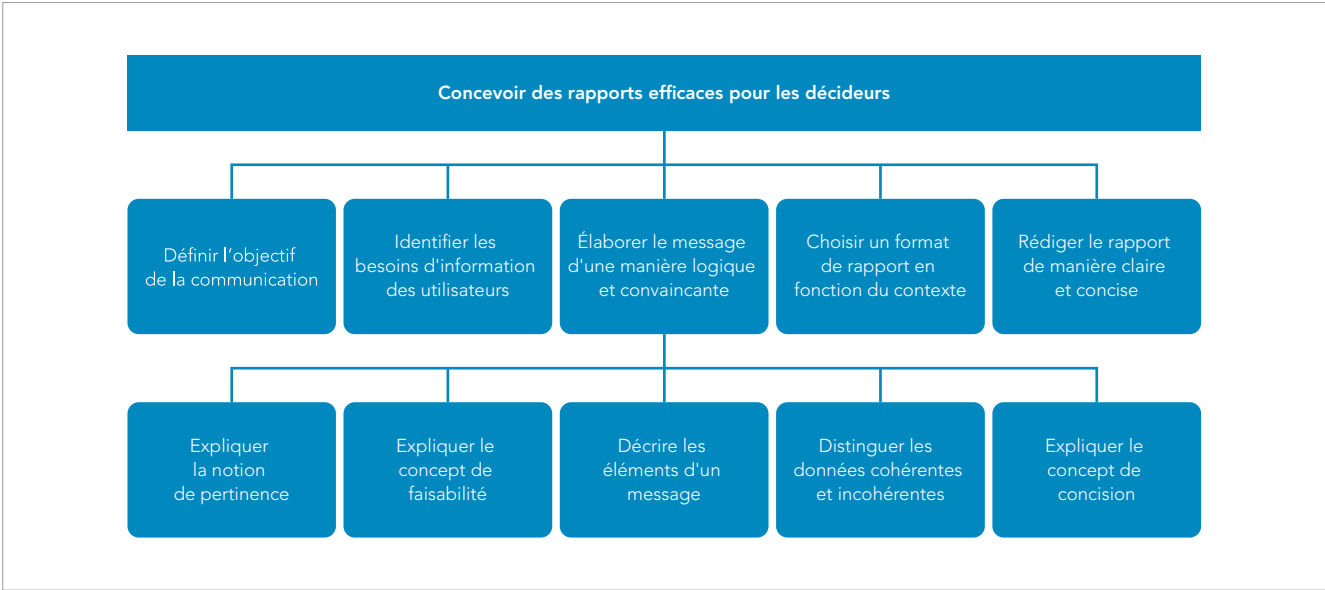 Concevoir des rapports efficaces pour les décideurs
Définir l'objectif
de la communication
Identifier les
besoins d'information
des utilisateurs
Élaborer le message
d'une manière logique
et convaincante
Choisir un format
de rapport en
fonction du contexte
Rédiger le rapport
de manière claire
et concise
Expliquer
la notion
de pertinence
Expliquer le
concept de
faisabilité
Décrire les
éléments d'un
message
Distinguer les
données cohérentes
et incohérentes
Expliquer le
concept de
concision